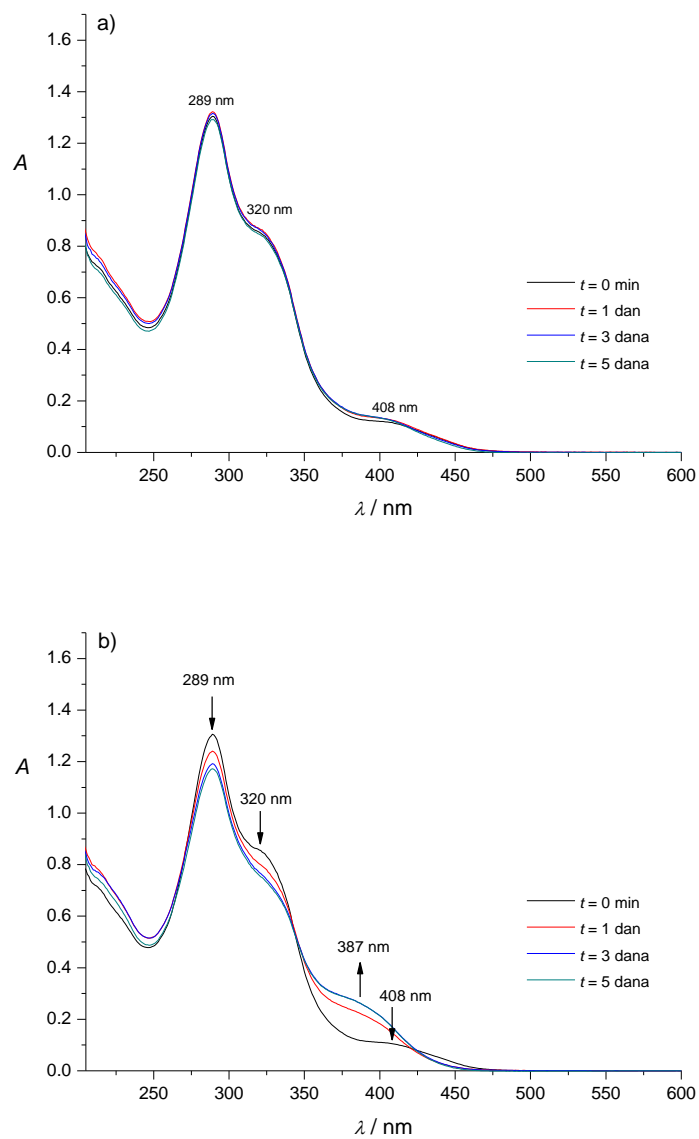 a)
1.6
1.4
1.2
1.0
0.8
0.6
0.4
0.2
0.0
A
289 nm
320 nm
408 nm
t = 0 min
t = 1 dan
t = 3 dana
t = 5 dana
250 300 350 400 450 500 550 600
λ / nm
b)
1.6
1.4
1.2
1.0
0.8
0.6
0.4
0.2
0.0
A
289 nm
320 nm
387 nm
408 nm
t = 0 min
t = 1 dan
t = 3 dana
t = 5 dana
250 300 350 400 450 500 550 600
λ / nm